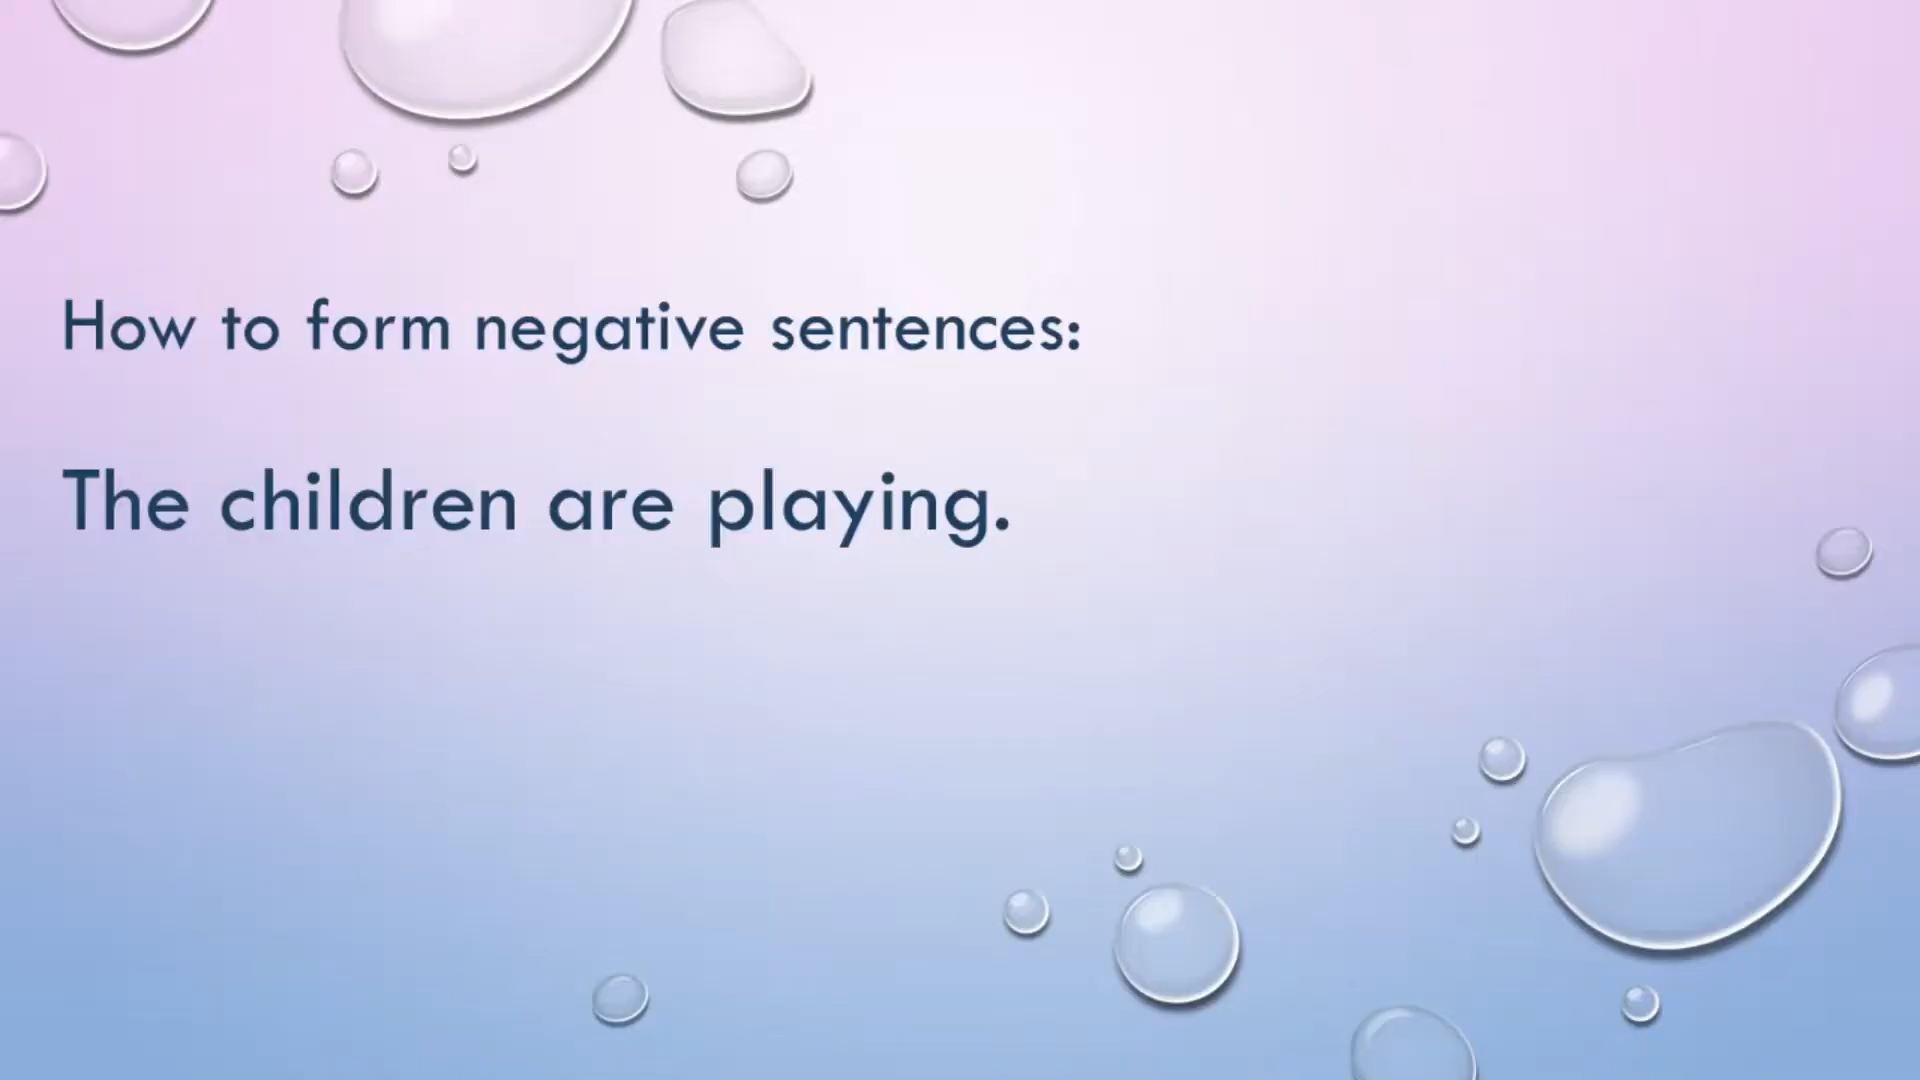 How to form negative sentences:
The children are playing.